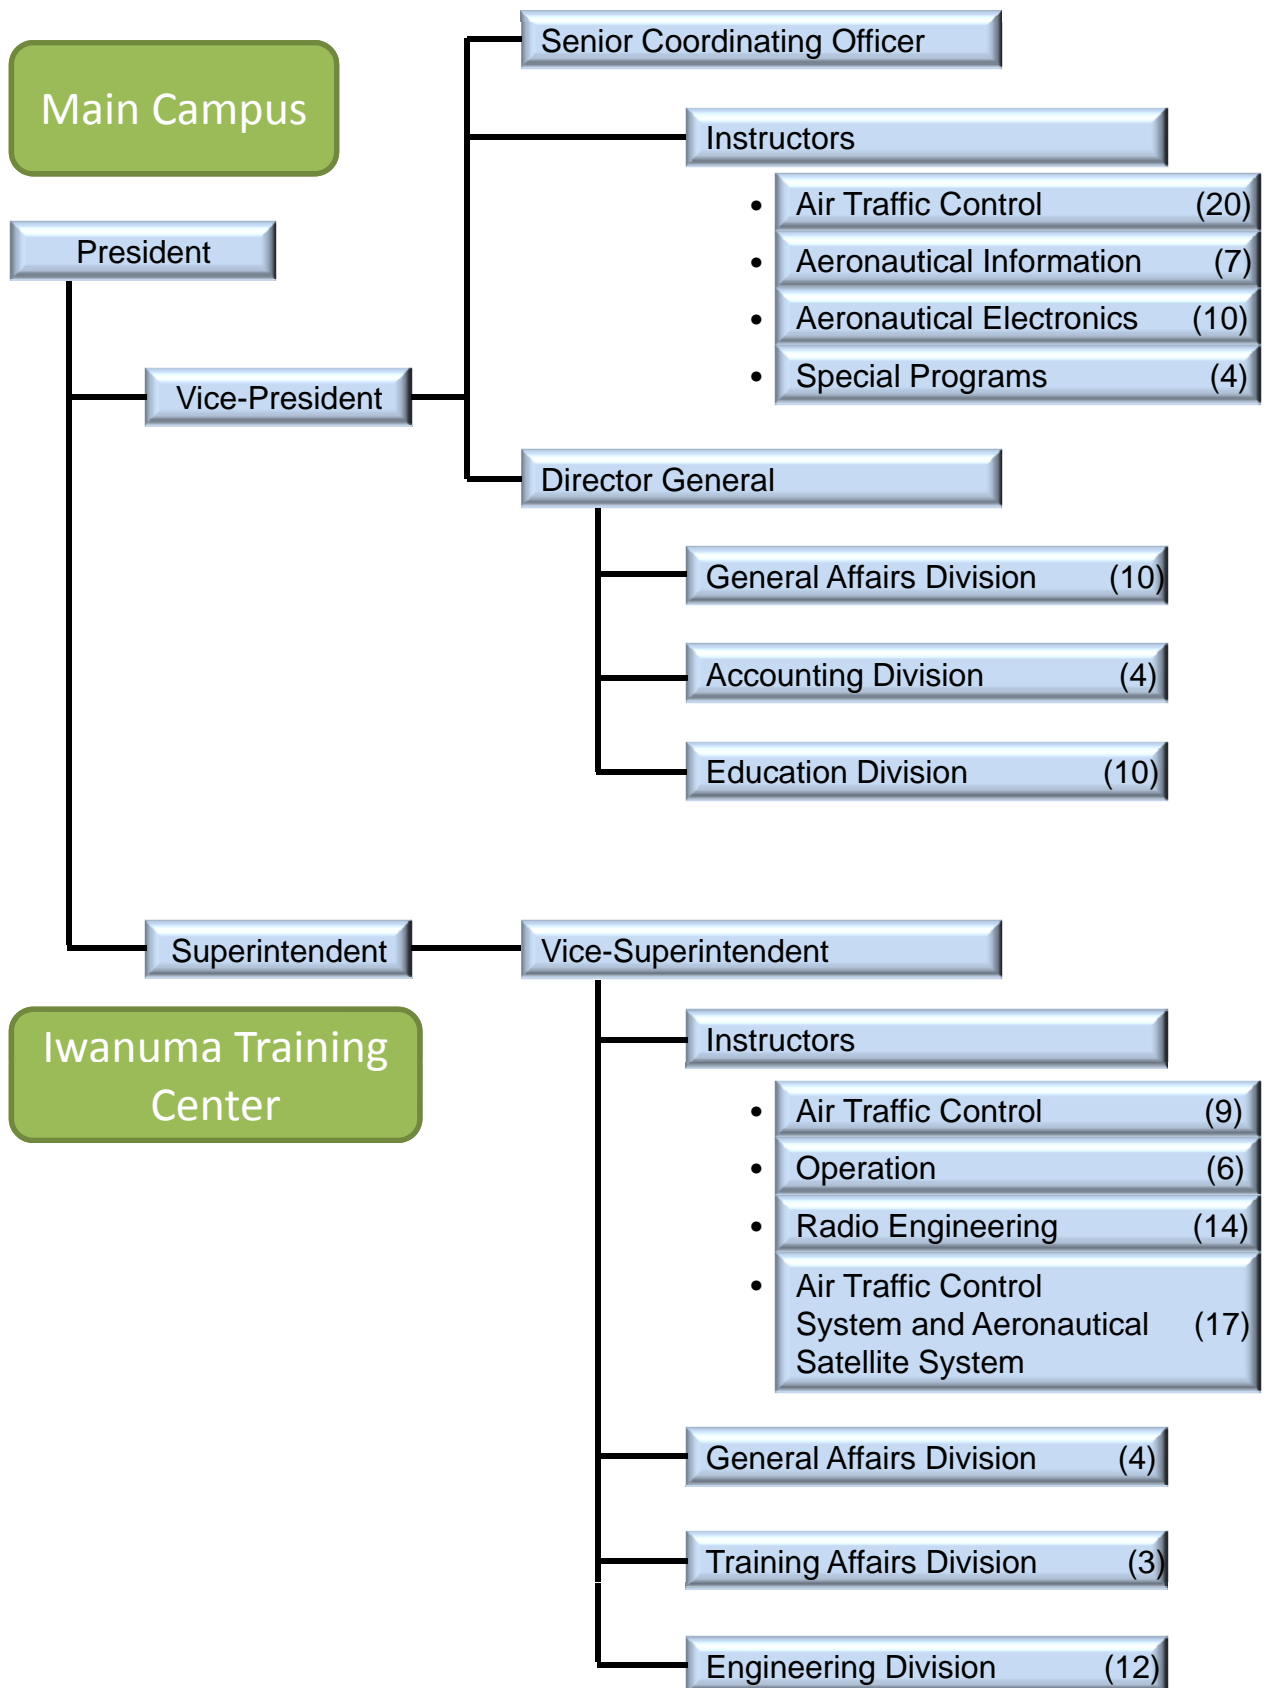 Senior Coordinating Officer
Main Campus
Instructors
• Air Traffic Control (20)
President
• Aeronautical Information (7)
• Aeronautical Electronics (10)
• Special Programs (4)
Vice-President
Director General
General Affairs Division (10)
Accounting Division (4)
Education Division (10)
Superintendent
Vice-Superintendent
Iwanuma Training
Center
Instructors
• Air Traffic Control (9)
• Operation (6)
• Radio Engineering (14)
• Air Traffic Control
System and Aeronautical (17)
Satellite System
General Affairs Division (4)
Training Affairs Division (3)
Engineering Division (12)